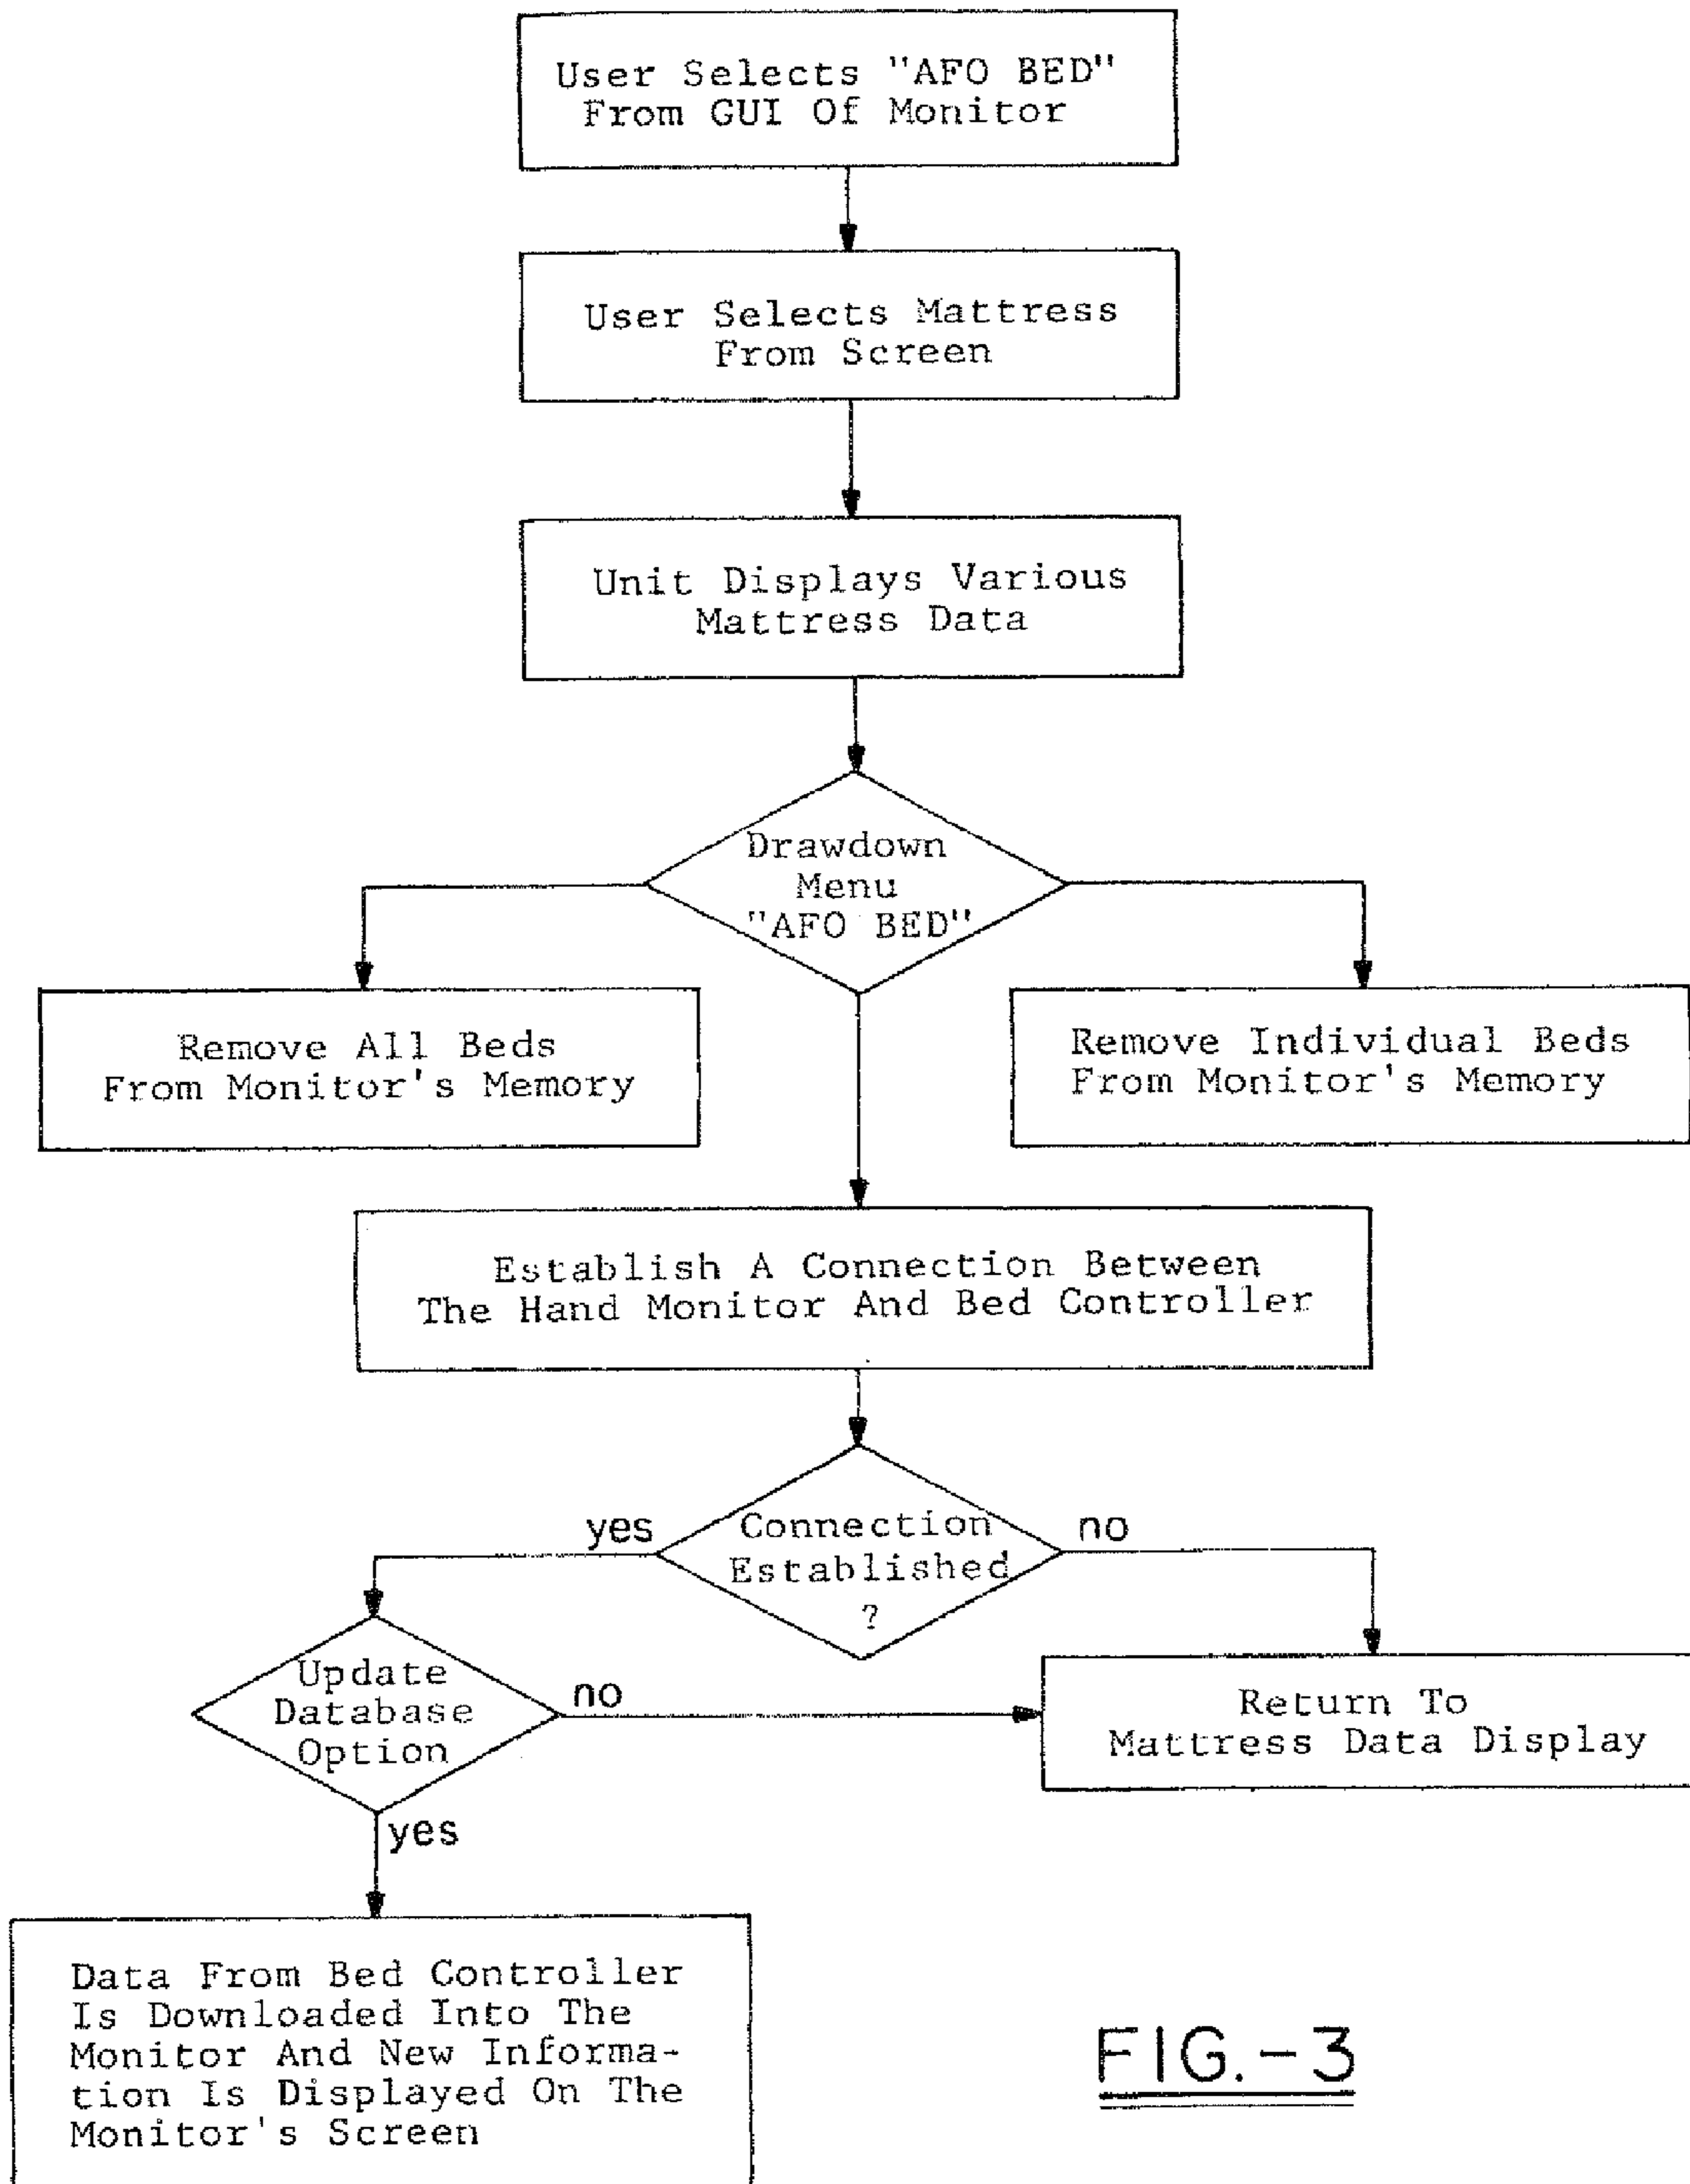 User Selects "AFO BED"
From GUI Of Monitor
User Selects Mattress
From Screen
Unit Displays Various
Mattress Data
Drawdown
Menu
"AFO BED"
Remove All Beds
From Monitor's Memory
Remove Individual Beds
From Monitor's Memory
Establish A Connection Between
The Hand Monitor And Bed Controller
yes
Connection
Established
?
no
Update
Database
Option
no
Return To
Mattress Data Display
yes
Data From Bed Controller
Is Downloaded Into The
Monitor And New Informa-
tion Is Displayed On The
Monitor's Screen
FIG.-3